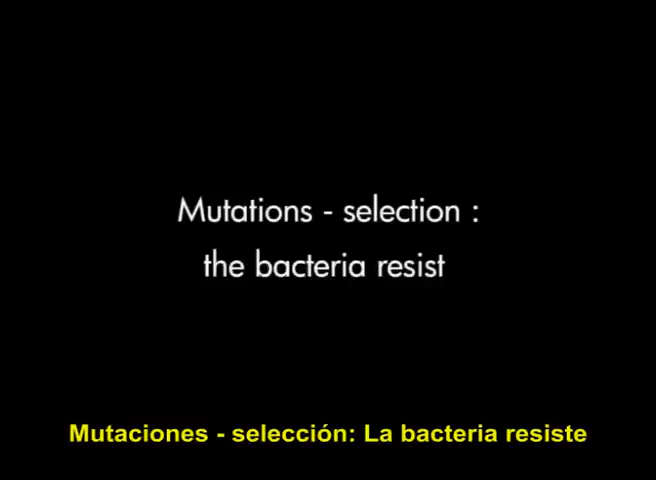 Mutations - selection :
the bacteria resist
Mutaciones - selección: La bacteria resiste